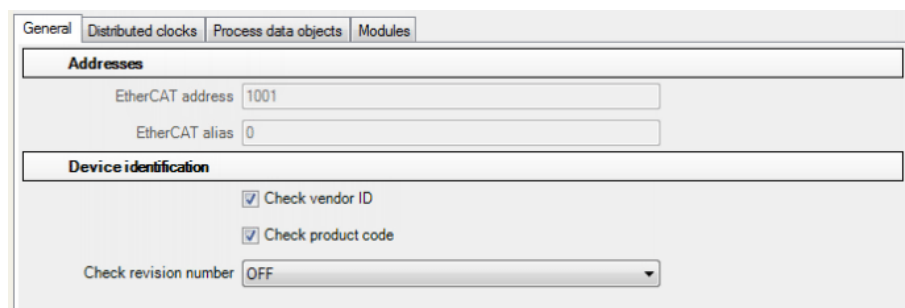 General Distributed clocks Process data objects Modules
Addresses
EtherCAT address 1001
EtherCAT alias 0
Device identification
Check vendor ID
Check product code
Check revision number OFF